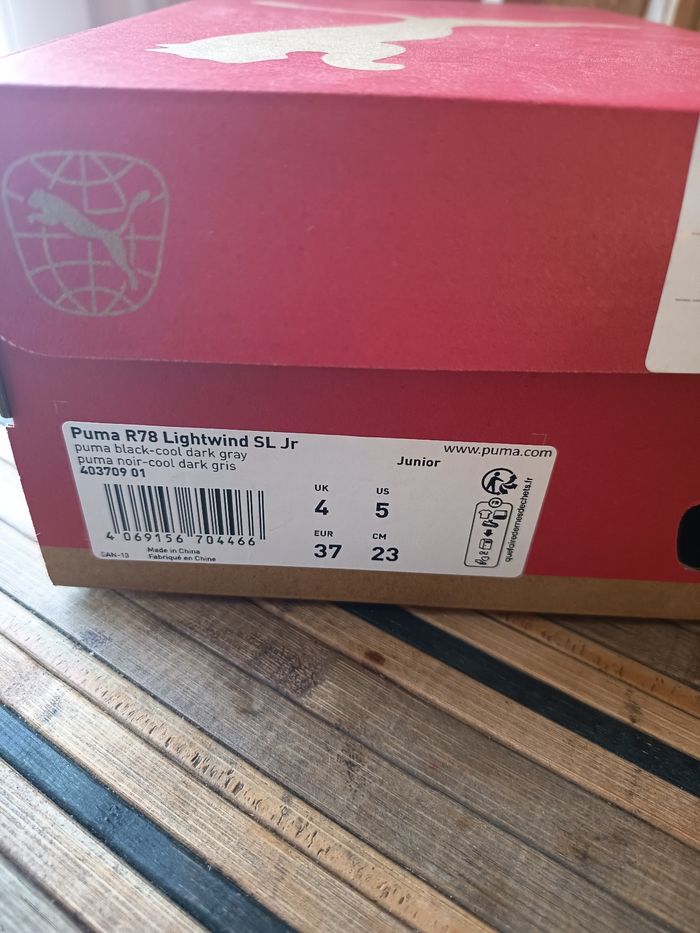 Puma R78 Lightwind SL Jr
puma black-cool dark gray
puma noir-cool dark gris
403709 01
www.puma.com
Junior
UK
4
US
5
EUR
37
CM
23
4 069156 704466
EAN-13
Made in China
Fabriqué en Chine
FR
quefairedemesdechets.fr